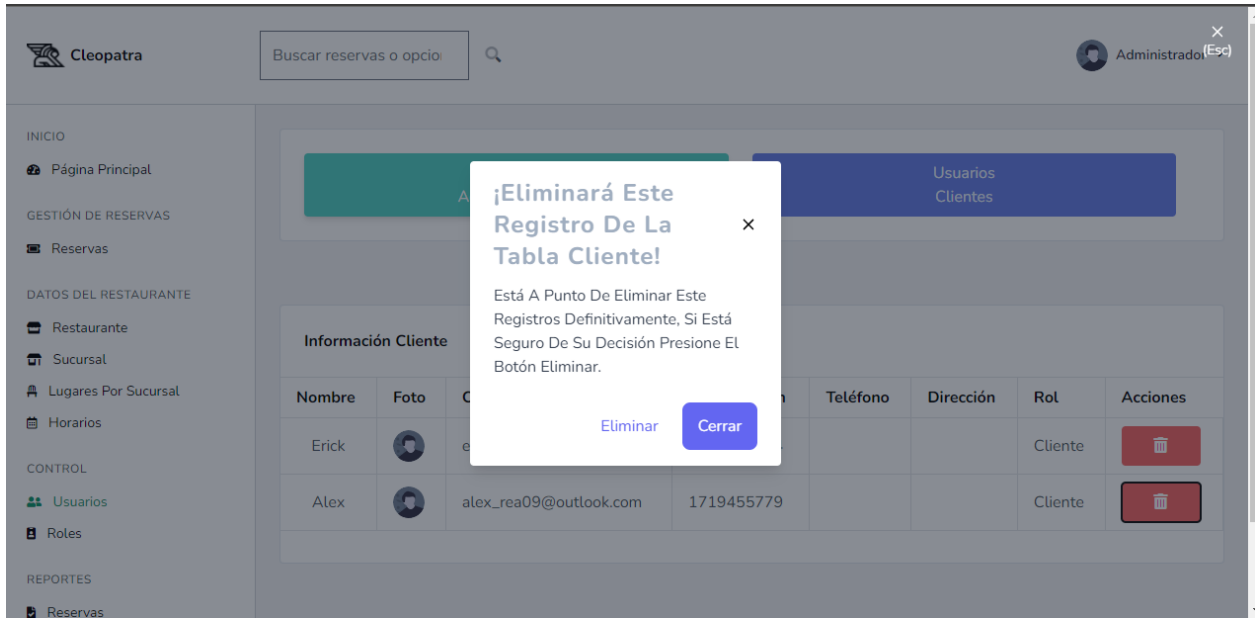 Cleopatra
Buscar reservas o opcio
Administrador
(Esc)
INICIO
Página Principal
GESTIÓN DE RESERVAS
Reservas
DATOS DEL RESTAURANTE
Restaurante
Sucursal
Lugares Por Sucursal
Horarios
CONTROL
Usuarios
Roles
REPORTES
Reservas
A
Usuarios
Clientes
¡Eliminará Este
Registro De La
Tabla Cliente!
Está A Punto De Eliminar Este
Registros Definitivamente, Si Está
Seguro De Su Decisión Presione El
Botón Eliminar.
Eliminar Cerrar
Información Cliente
Nombre Foto C n Teléfono Dirección Rol Acciones
Erick e Cliente
Alex alex_rea09@outlook.com 1719455779 Cliente